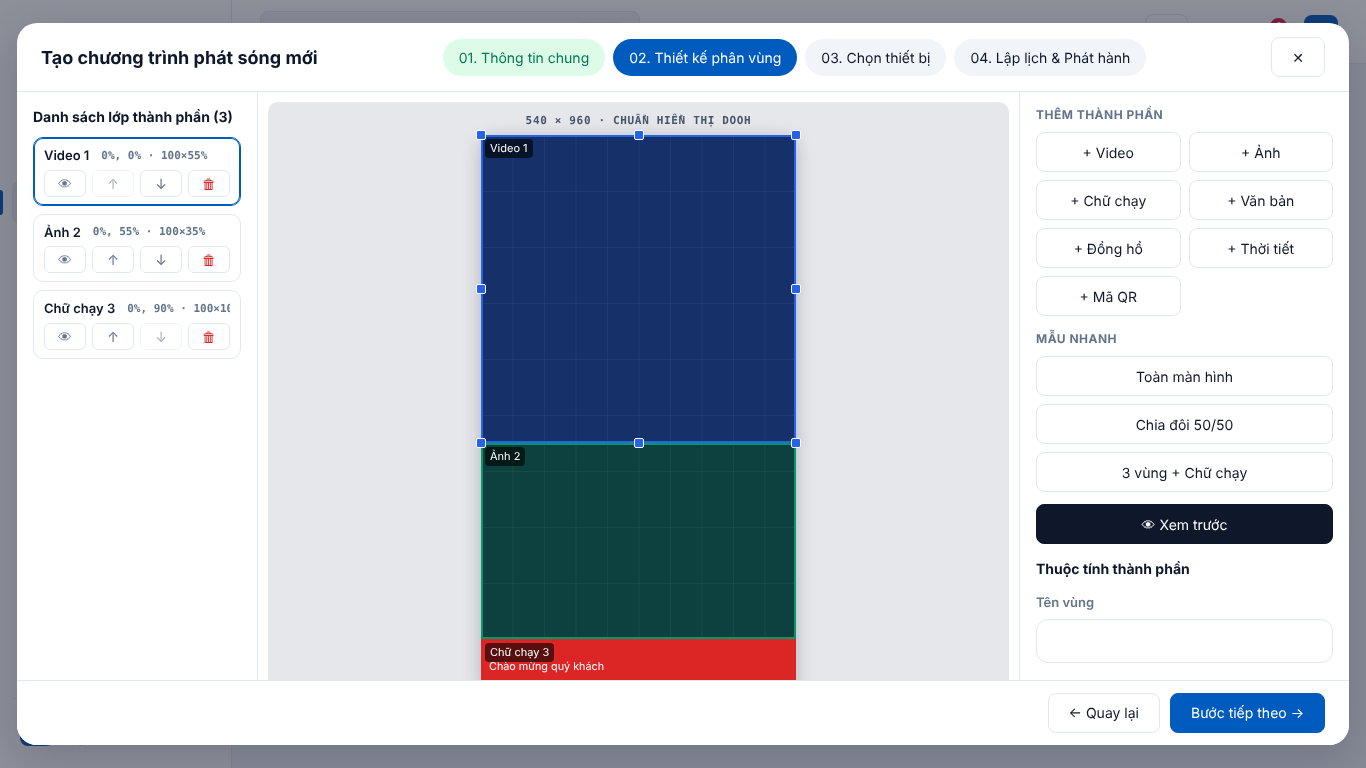 Tạo chương trình phát sóng mới
01. Thông tin chung
02. Thiết kế phân vùng
03. Chọn thiết bị
04. Lập lịch & Phát hành
×
Danh sách lớp thành phần (3)
Video 1 0%, 0% · 100×55%
👁 ↑ ↓ 🗑
Ảnh 2 0%, 55% · 100×35%
👁 ↑ ↓ 🗑
Chữ chạy 3 0%, 90% · 100×10
👁 ↑ ↓ 🗑
540 × 960 · CHUẨN HIỂN THỊ DOOH
Video 1
Ảnh 2
Chữ chạy 3
Chào mừng quý khách
THÊM THÀNH PHẦN
+ Video
+ Ảnh
+ Chữ chạy
+ Văn bản
+ Đồng hồ
+ Thời tiết
+ Mã QR
MẪU NHANH
Toàn màn hình
Chia đôi 50/50
3 vùng + Chữ chạy
👁 Xem trước
Thuộc tính thành phần
Tên vùng
← Quay lại
Bước tiếp theo →